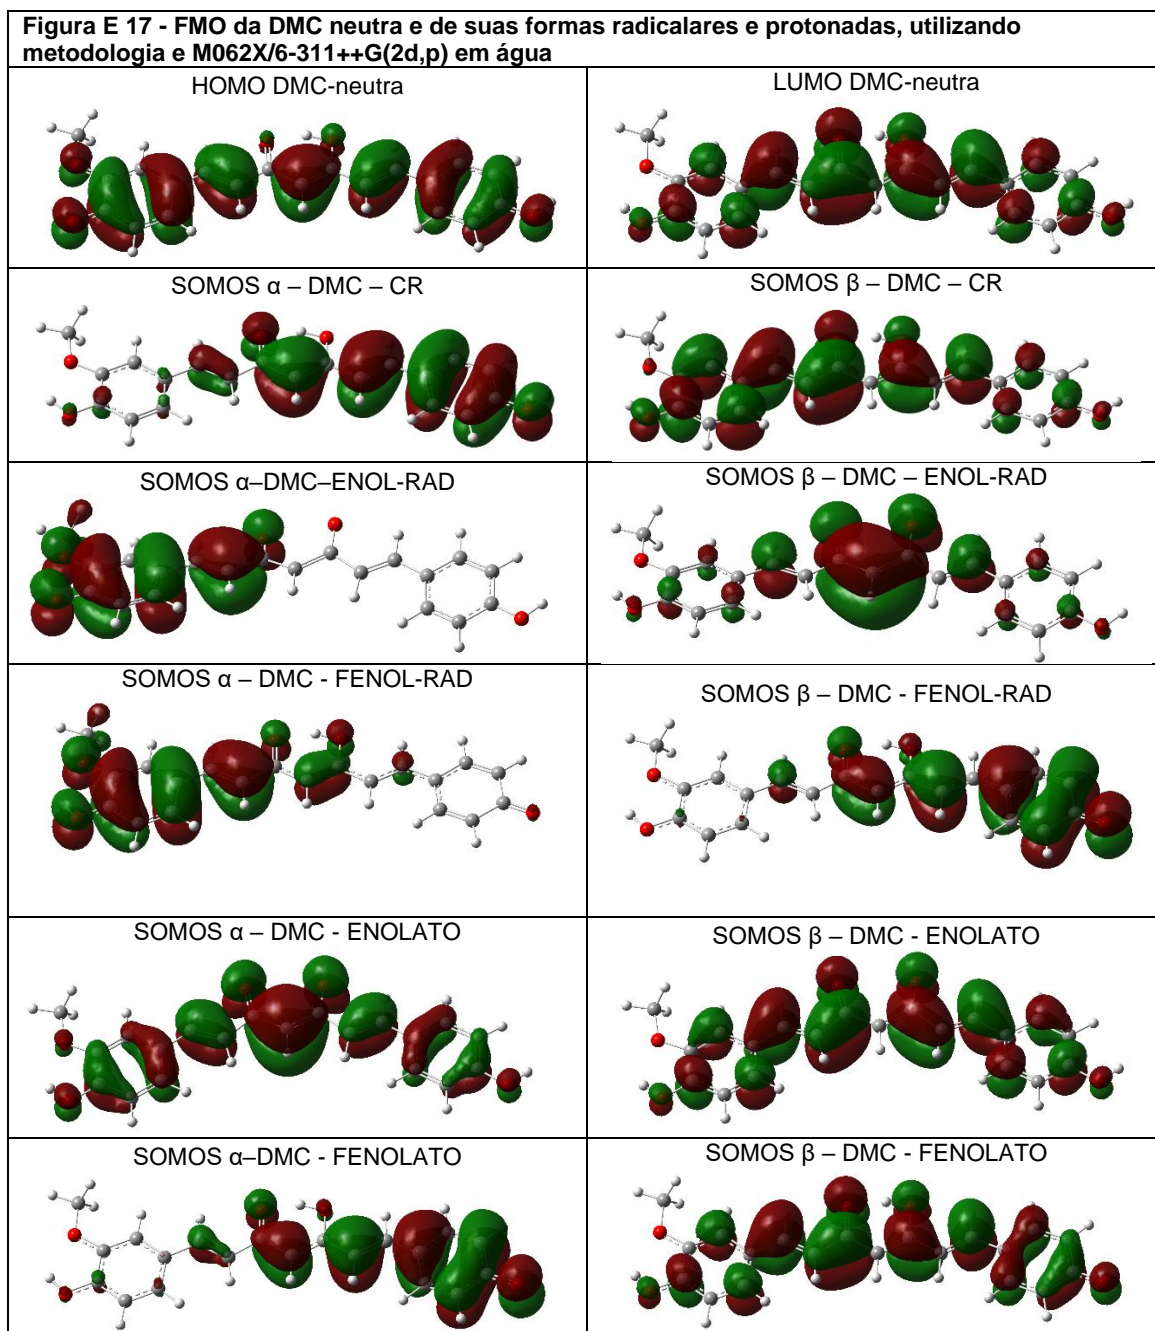 Figura E 17 - FMO da DMC neutra e de suas formas radicalares e protonadas, utilizando
metodologia e M062X/6-311++G(2d,p) em água
HOMO DMC-neutra
LUMO DMC-neutra
SOMOS α – DMC – CR
SOMOS β – DMC – CR
SOMOS α–DMC–ENOL-RAD
SOMOS β – DMC – ENOL-RAD
SOMOS α – DMC - FENOL-RAD
SOMOS β – DMC - FENOL-RAD
SOMOS α – DMC - ENOLATO
SOMOS β – DMC - ENOLATO
SOMOS α–DMC - FENOLATO
SOMOS β – DMC - FENOLATO